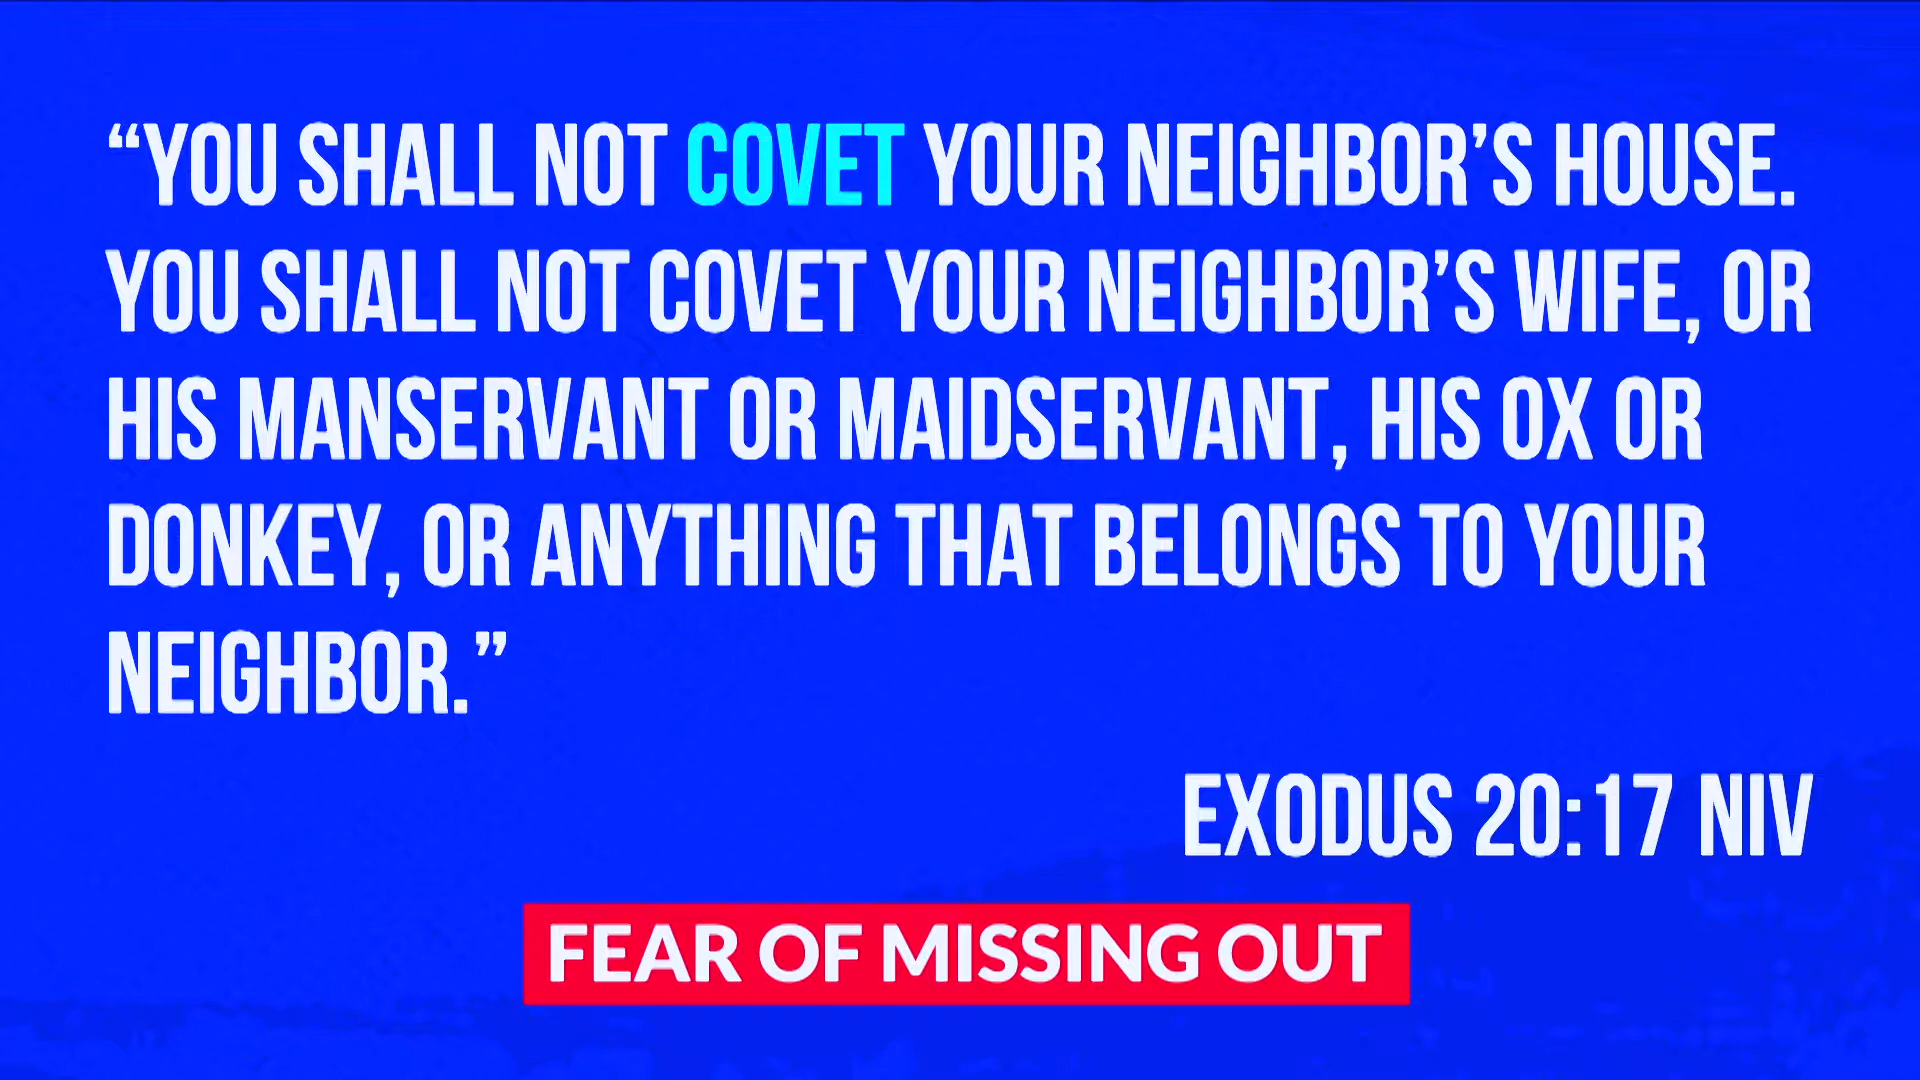 “YOU SHALL NOT COVET YOUR NEIGHBOR’S HOUSE.
YOU SHALL NOT COVET YOUR NEIGHBOR’S WIFE, OR
HIS MANSERVANT OR MAIDSERVANT, HIS OX OR
DONKEY, OR ANYTHING THAT BELONGS TO YOUR
NEIGHBOR.”
EXODUS 20:17 NIV
FEAR OF MISSING OUT